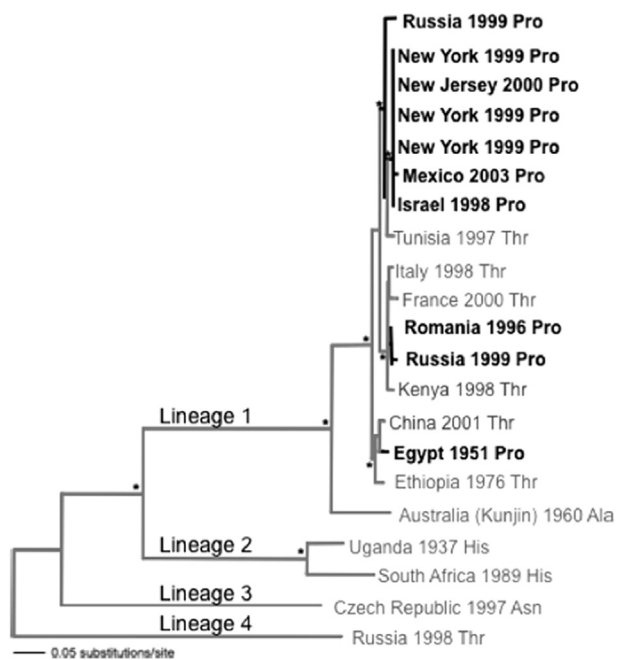 Russia 1999 Pro
New York 1999 Pro
New Jersey 2000 Pro
New York 1999 Pro
New York 1999 Pro
Mexico 2003 Pro
Israel 1998 Pro
Tunisia 1997 Thr
Italy 1998 Thr
France 2000 Thr
Romania 1996 Pro
Russia 1999 Pro
Kenya 1998 Thr
Lineage 1
China 2001 Thr
Egypt 1951 Pro
Ethiopia 1976 Thr
Australia (Kunjin) 1960 Ala
Lineage 2
Uganda 1937 His
South Africa 1989 His
Lineage 3
Czech Republic 1997 Asn
Lineage 4
Russia 1998 Thr
0.05 substitutions/site